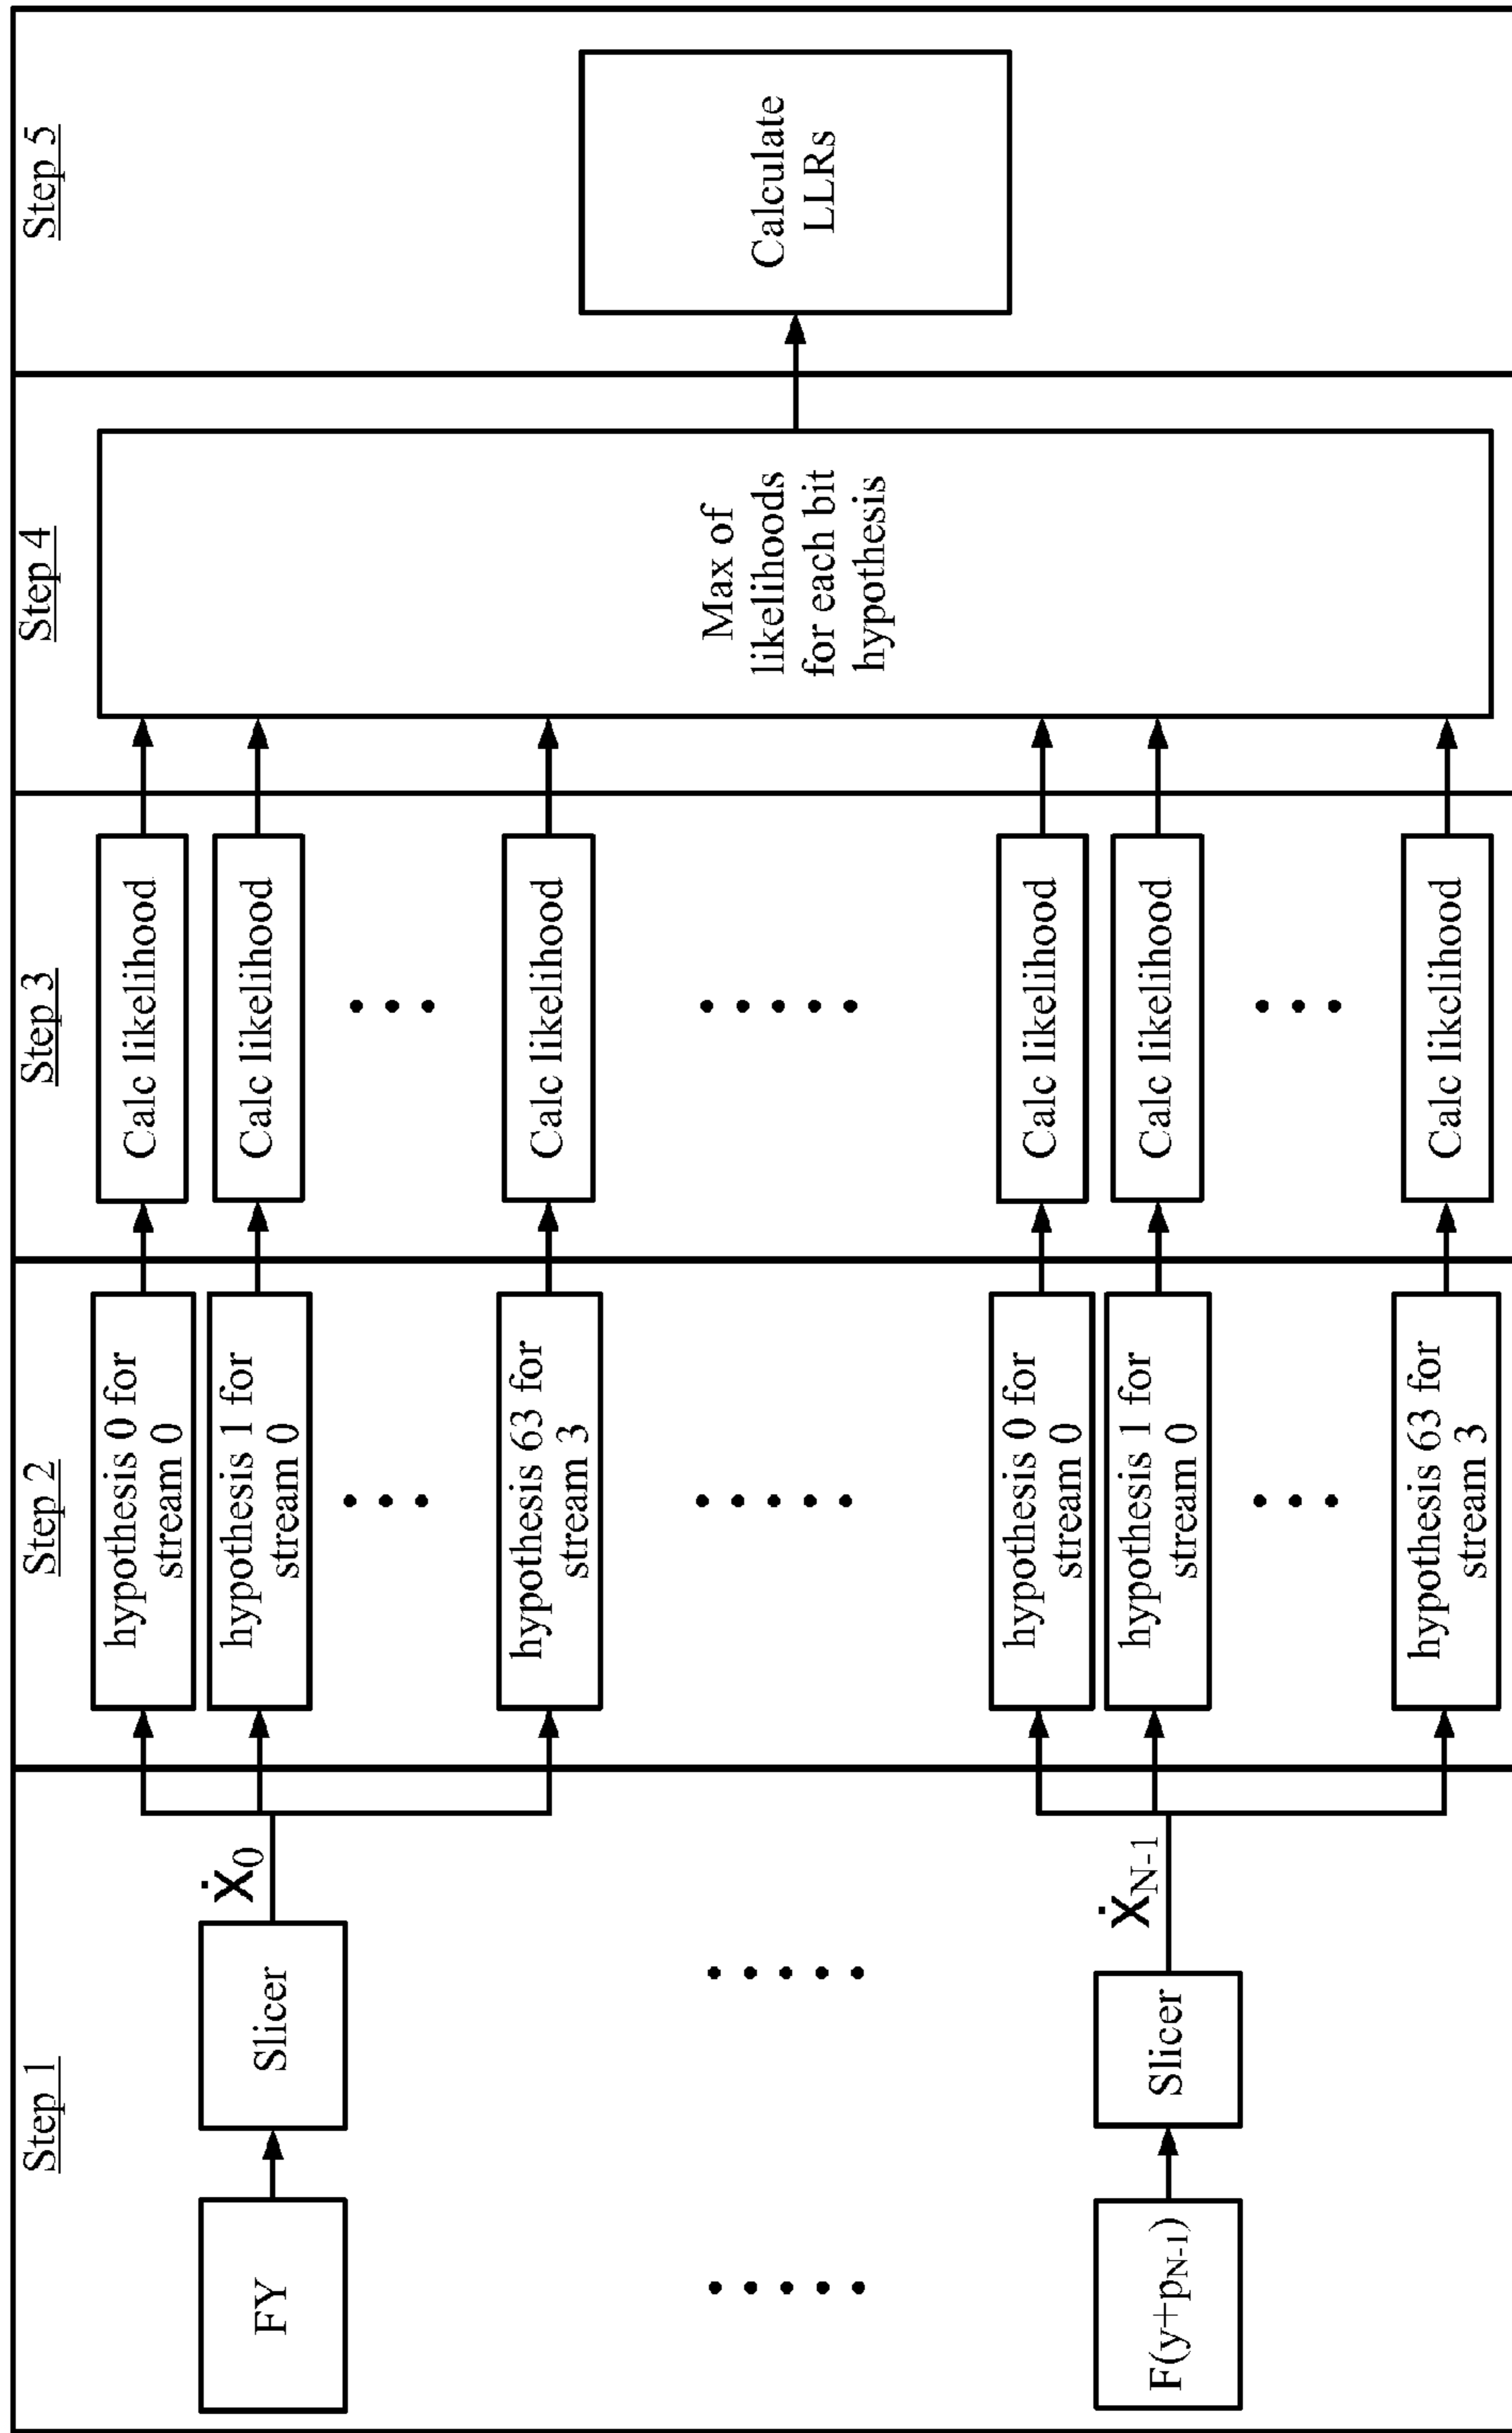 Step 1
FY
Slicer
ẋ0
F(y+pN-1)
Slicer
ẋN-1
Step 2
hypothesis 0 for
stream 0
hypothesis 1 for
stream 0
hypothesis 63 for
stream 3
hypothesis 0 for
stream 0
hypothesis 1 for
stream 0
hypothesis 63 for
stream 3
Step 3
Calc likelihood
Calc likelihood
Calc likelihood
Calc likelihood
Calc likelihood
Calc likelihood
Step 4
Max of
likelihoods
for each bit
hypothesis
Step 5
Calculate
LLRs